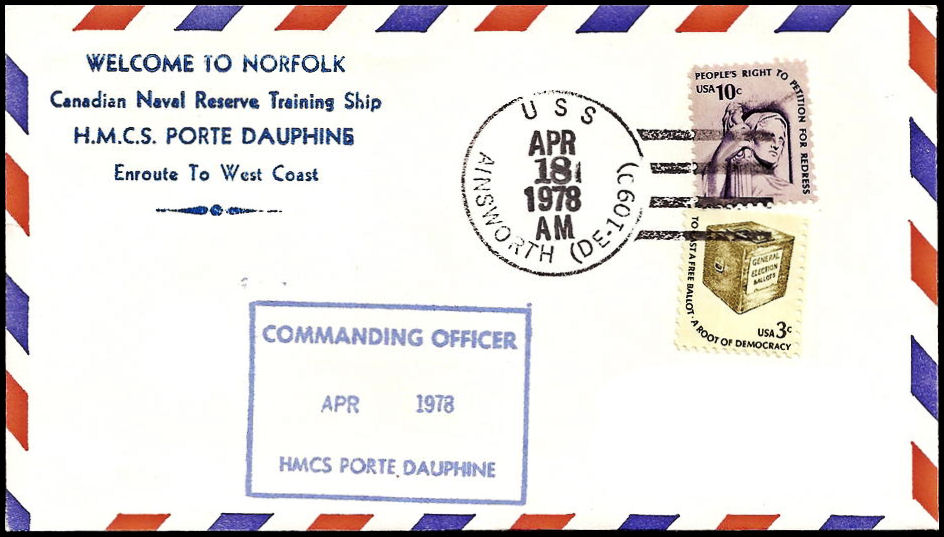 WELCOME TO NORFOLK
Canadian Naval Reserve Training Ship
H.M.C.S. PORTE DAUPHINE
Enroute To West Coast
USS
AINSWORTH (DE-1090)
APR
18
1978
AM
PEOPLE'S RIGHT TO PETITION FOR REDRESS
USA 10c
TO CAST A FREE BALLOT · A ROOT OF DEMOCRACY
GENERAL
ELECTION
BALLOTS
USA 3c
COMMANDING OFFICER
APR 1978
HMCS PORTE DAUPHINE